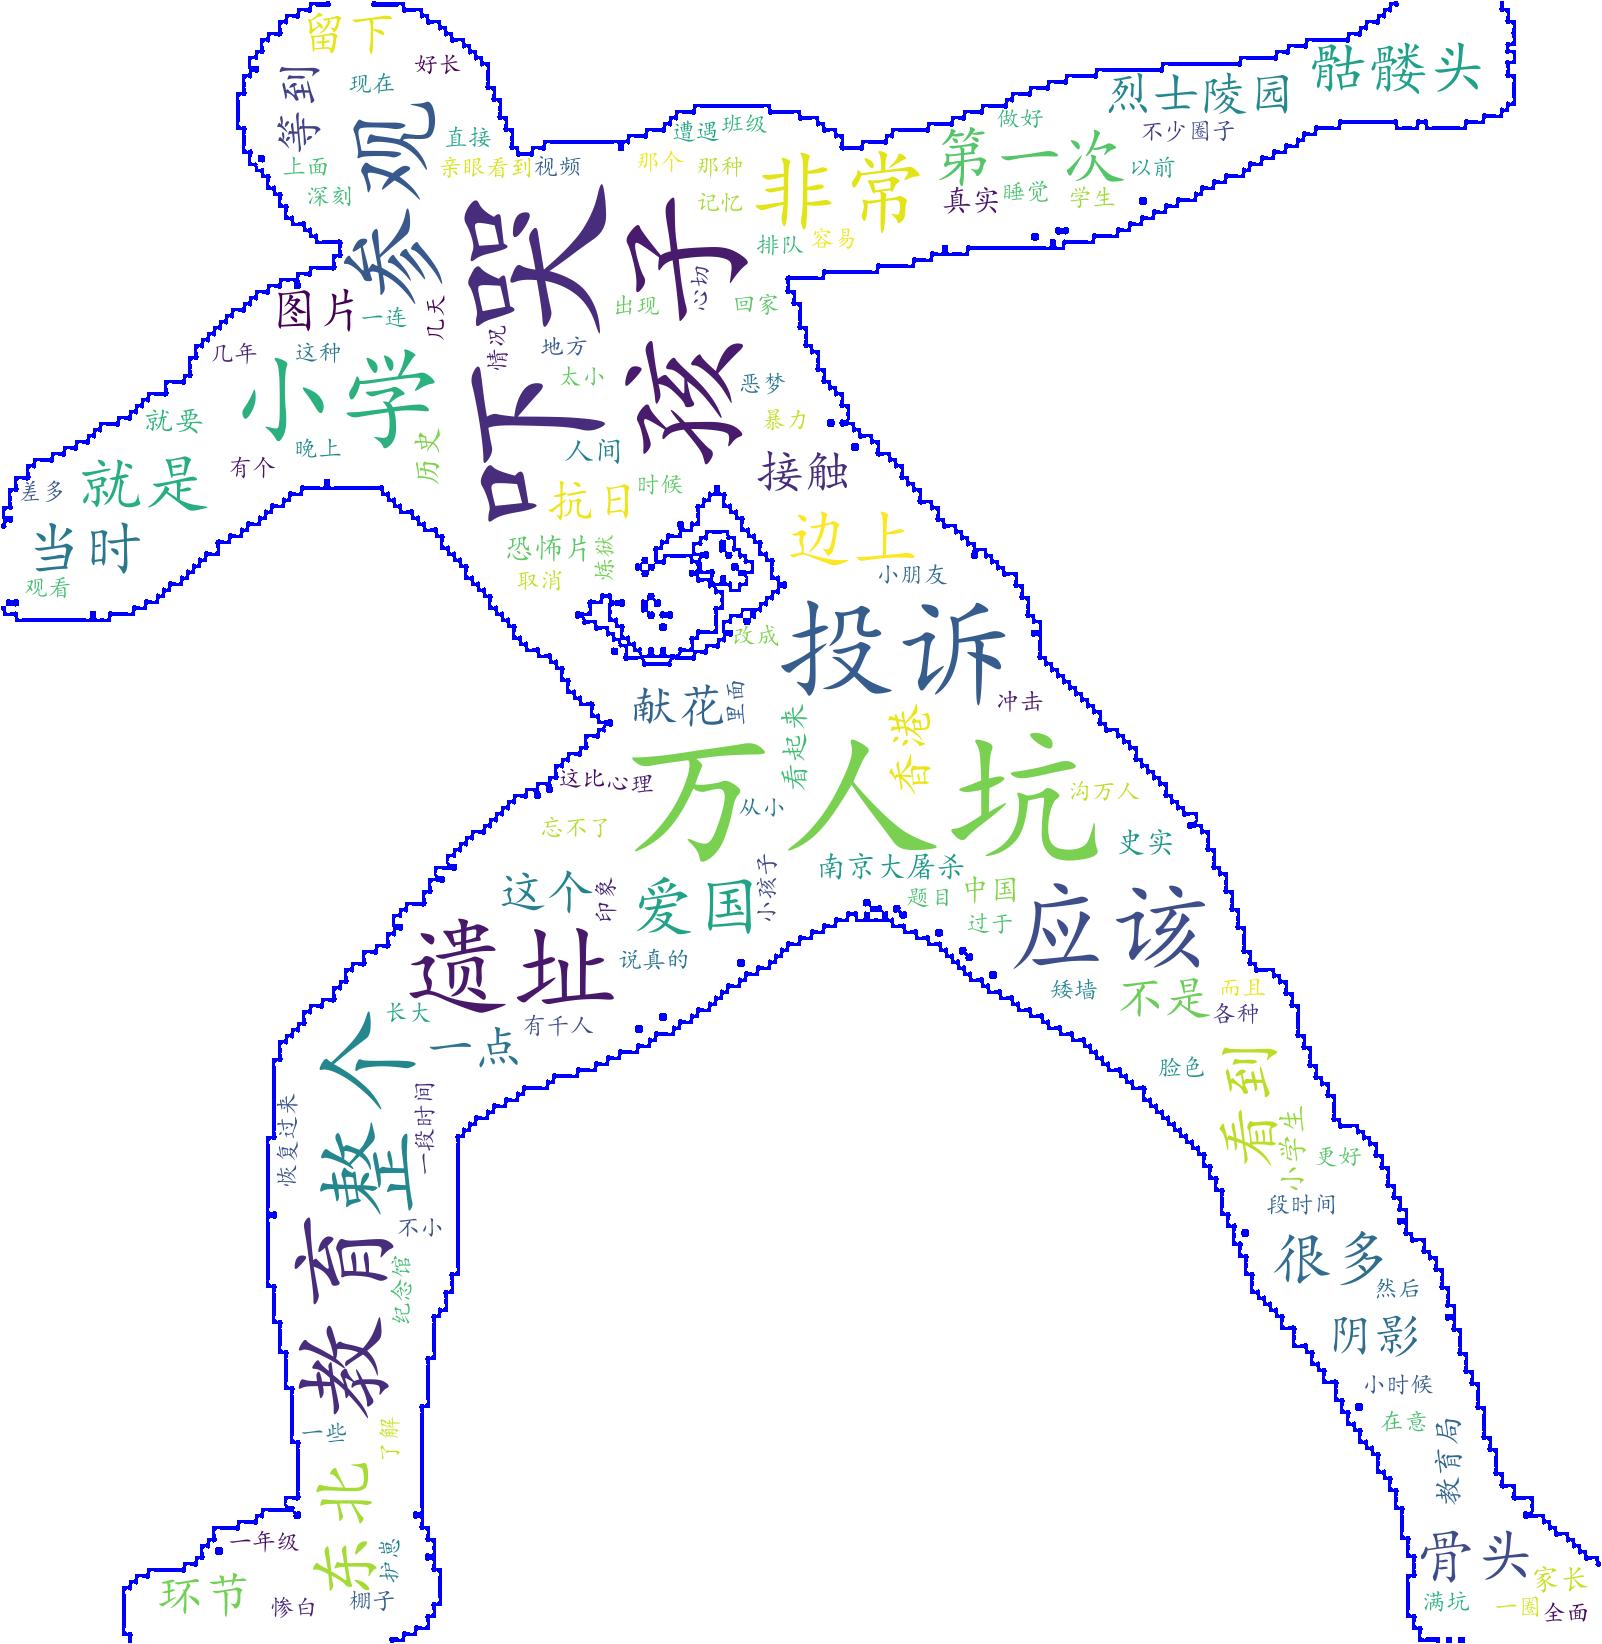 留下
好长
现在
等到
参观
直接
上面
深刻
亲眼看到
视频
遭遇
班级
那个
那种
记忆
非常
排队
容易
第一次
做好
真实
睡觉
学生
以前
烈士陵园
不少圈子
骷髅头
吓哭
孩子
心切
出现
回家
情况
地方
太小
恶梦
暴力
图片
一连
几天
几年
这种
小学
就要
晚上
有个
历史
就是
差多
当时
观看
人间
接触
抗日
时候
恐怖片
炼狱
取消
边上
小朋友
改成
投诉
献花
里面
冲击
看起来
香港
万人坑
这比
心理
从小
沟万人
忘不了
史实
南京大屠杀
小孩子
这个
印象
爱国
题目
中国
过于
应该
遗址
说真的
矮墙
不是
而且
各种
长大
一点
有千人
整个
一段时间
恢复过来
脸色
看到
小学生
更好
不小
段时间
教育
纪念馆
很多
然后
阴影
小时候
在意
教育局
一些
了解
东北
一年级
护崽
环节
惨白
棚子
骨头
家长
满坑
一圈
全面